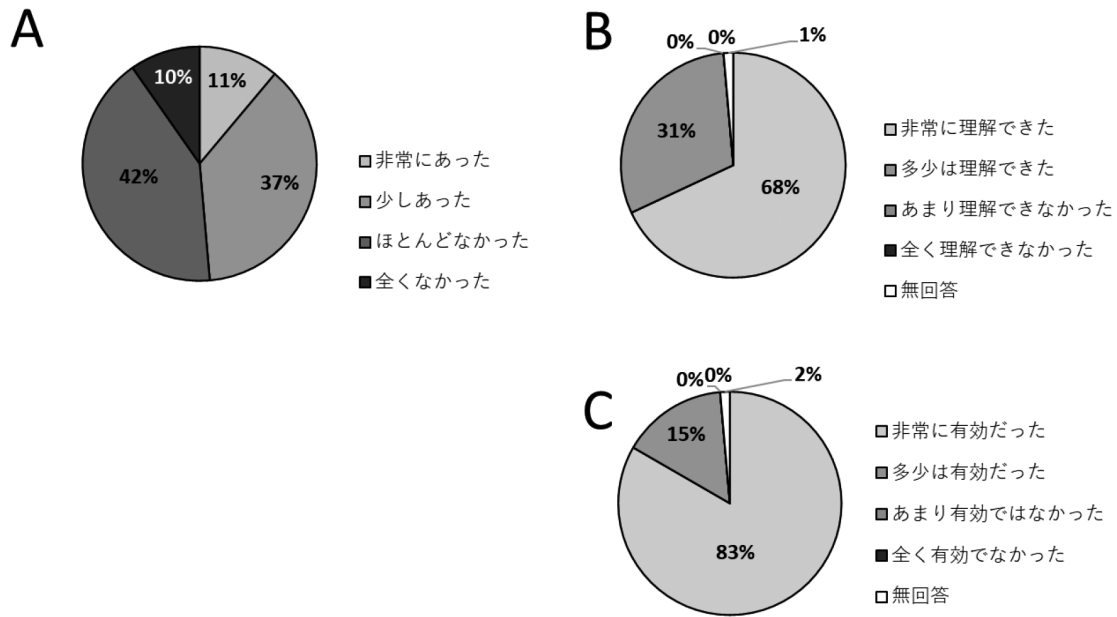 A
10%
11%
42%
37%
非常にあった
少しあった
ほとんどなかった
全くなかった
B
0%
0%
1%
31%
68%
非常に理解できた
多少は理解できた
あまり理解できなかった
全く理解できなかった
無回答
C
0%
0%
2%
15%
83%
非常に有効だった
多少は有効だった
あまり有効ではなかった
全く有効でなかった
無回答